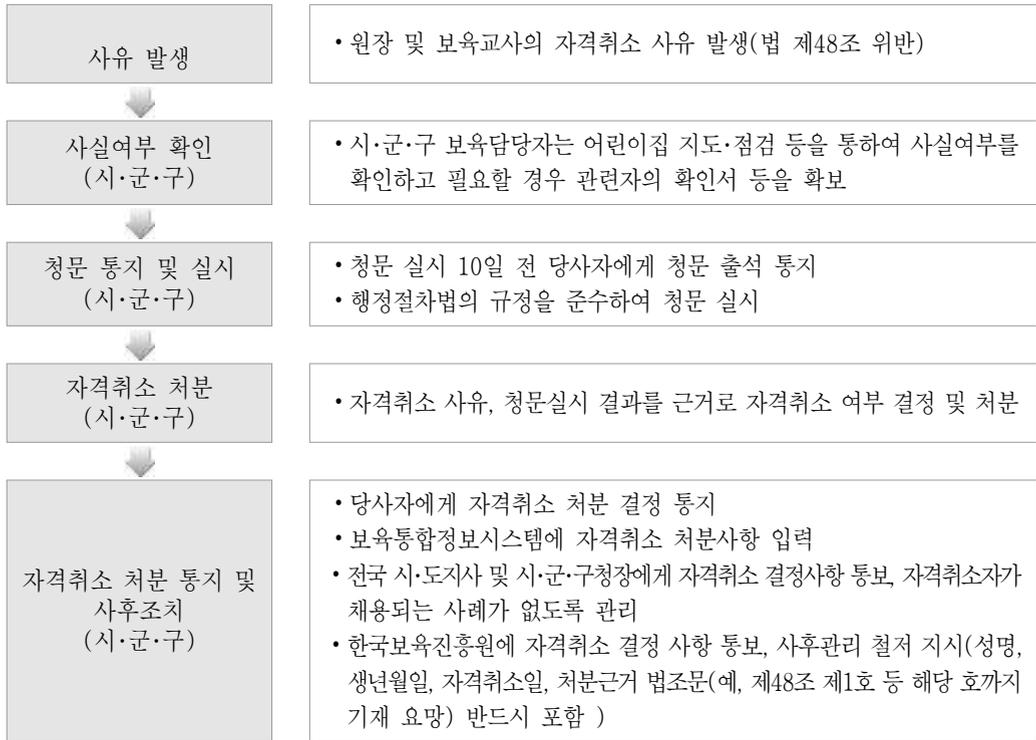 사유 발생
• 원장 및 보육교사의 자격취소 사유 발생(법 제48조 위반)
사실여부 확인
(시·군·구)
• 시·군·구 보육담당자는 어린이집 지도·점검 등을 통하여 사실여부를
확인하고 필요할 경우 관련자의 확인서 등을 확보
청문 통지 및 실시
(시·군·구)
• 청문 실시 10일 전 당사자에게 청문 출석 통지
• 행정절차법의 규정을 준수하여 청문 실시
자격취소 처분
(시·군·구)
• 자격취소 사유, 청문실시 결과를 근거로 자격취소 여부 결정 및 처분
자격취소 처분 통지 및
사후조치
(시·군·구)
• 당사자에게 자격취소 처분 결정 통지
• 보육통합정보시스템에 자격취소 처분사항 입력
• 전국 시·도지사 및 시·군·구청장에게 자격취소 결정사항 통보, 자격취소자가
채용되는 사례가 없도록 관리
• 한국보육진흥원에 자격취소 결정 사항 통보, 사후관리 철저 지시(성명,
생년월일, 자격취소일, 처분근거 법조문(예, 제48조 제1호 등 해당 호까지
기재 요망) 반드시 포함 )